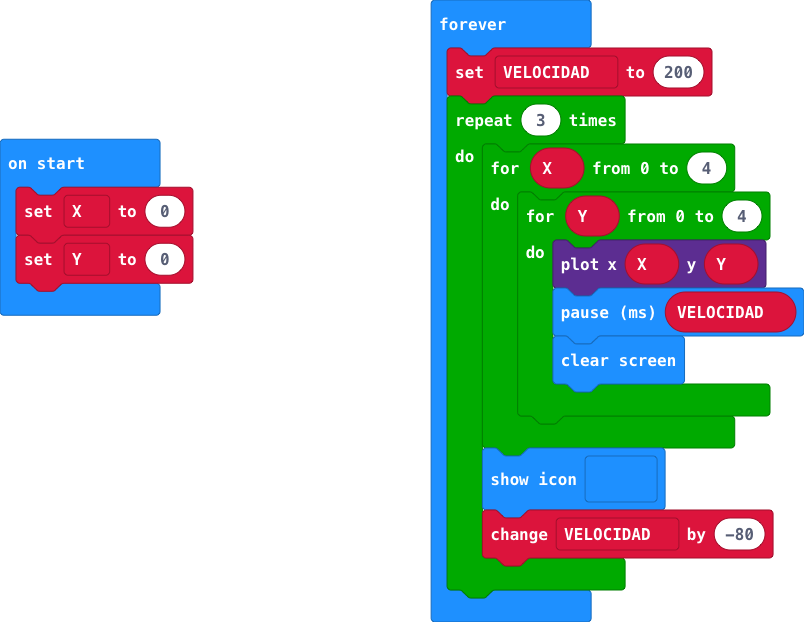 on start
set X to 0
set Y to 0
forever
set VELOCIDAD to 200
repeat 3 times
do
for X from 0 to 4
do
for Y from 0 to 4
do
plot x X y Y
pause (ms) VELOCIDAD
clear screen
show icon
change VELOCIDAD by -80